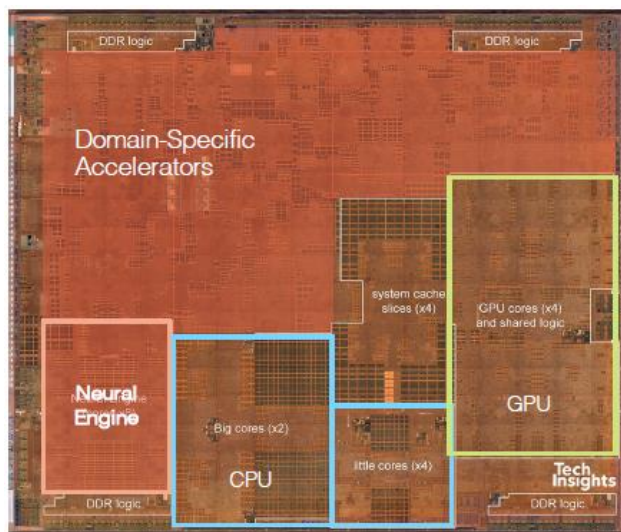 DDR logic
DDR logic
Domain-Specific
Accelerators
system cache
slices (x4)
GPU cores (x4)
and shared logic
Neural
Engine
GPU
Big cores (x2)
CPU
little cores (x4)
Tech
Insights
DDR logic
DDR logic